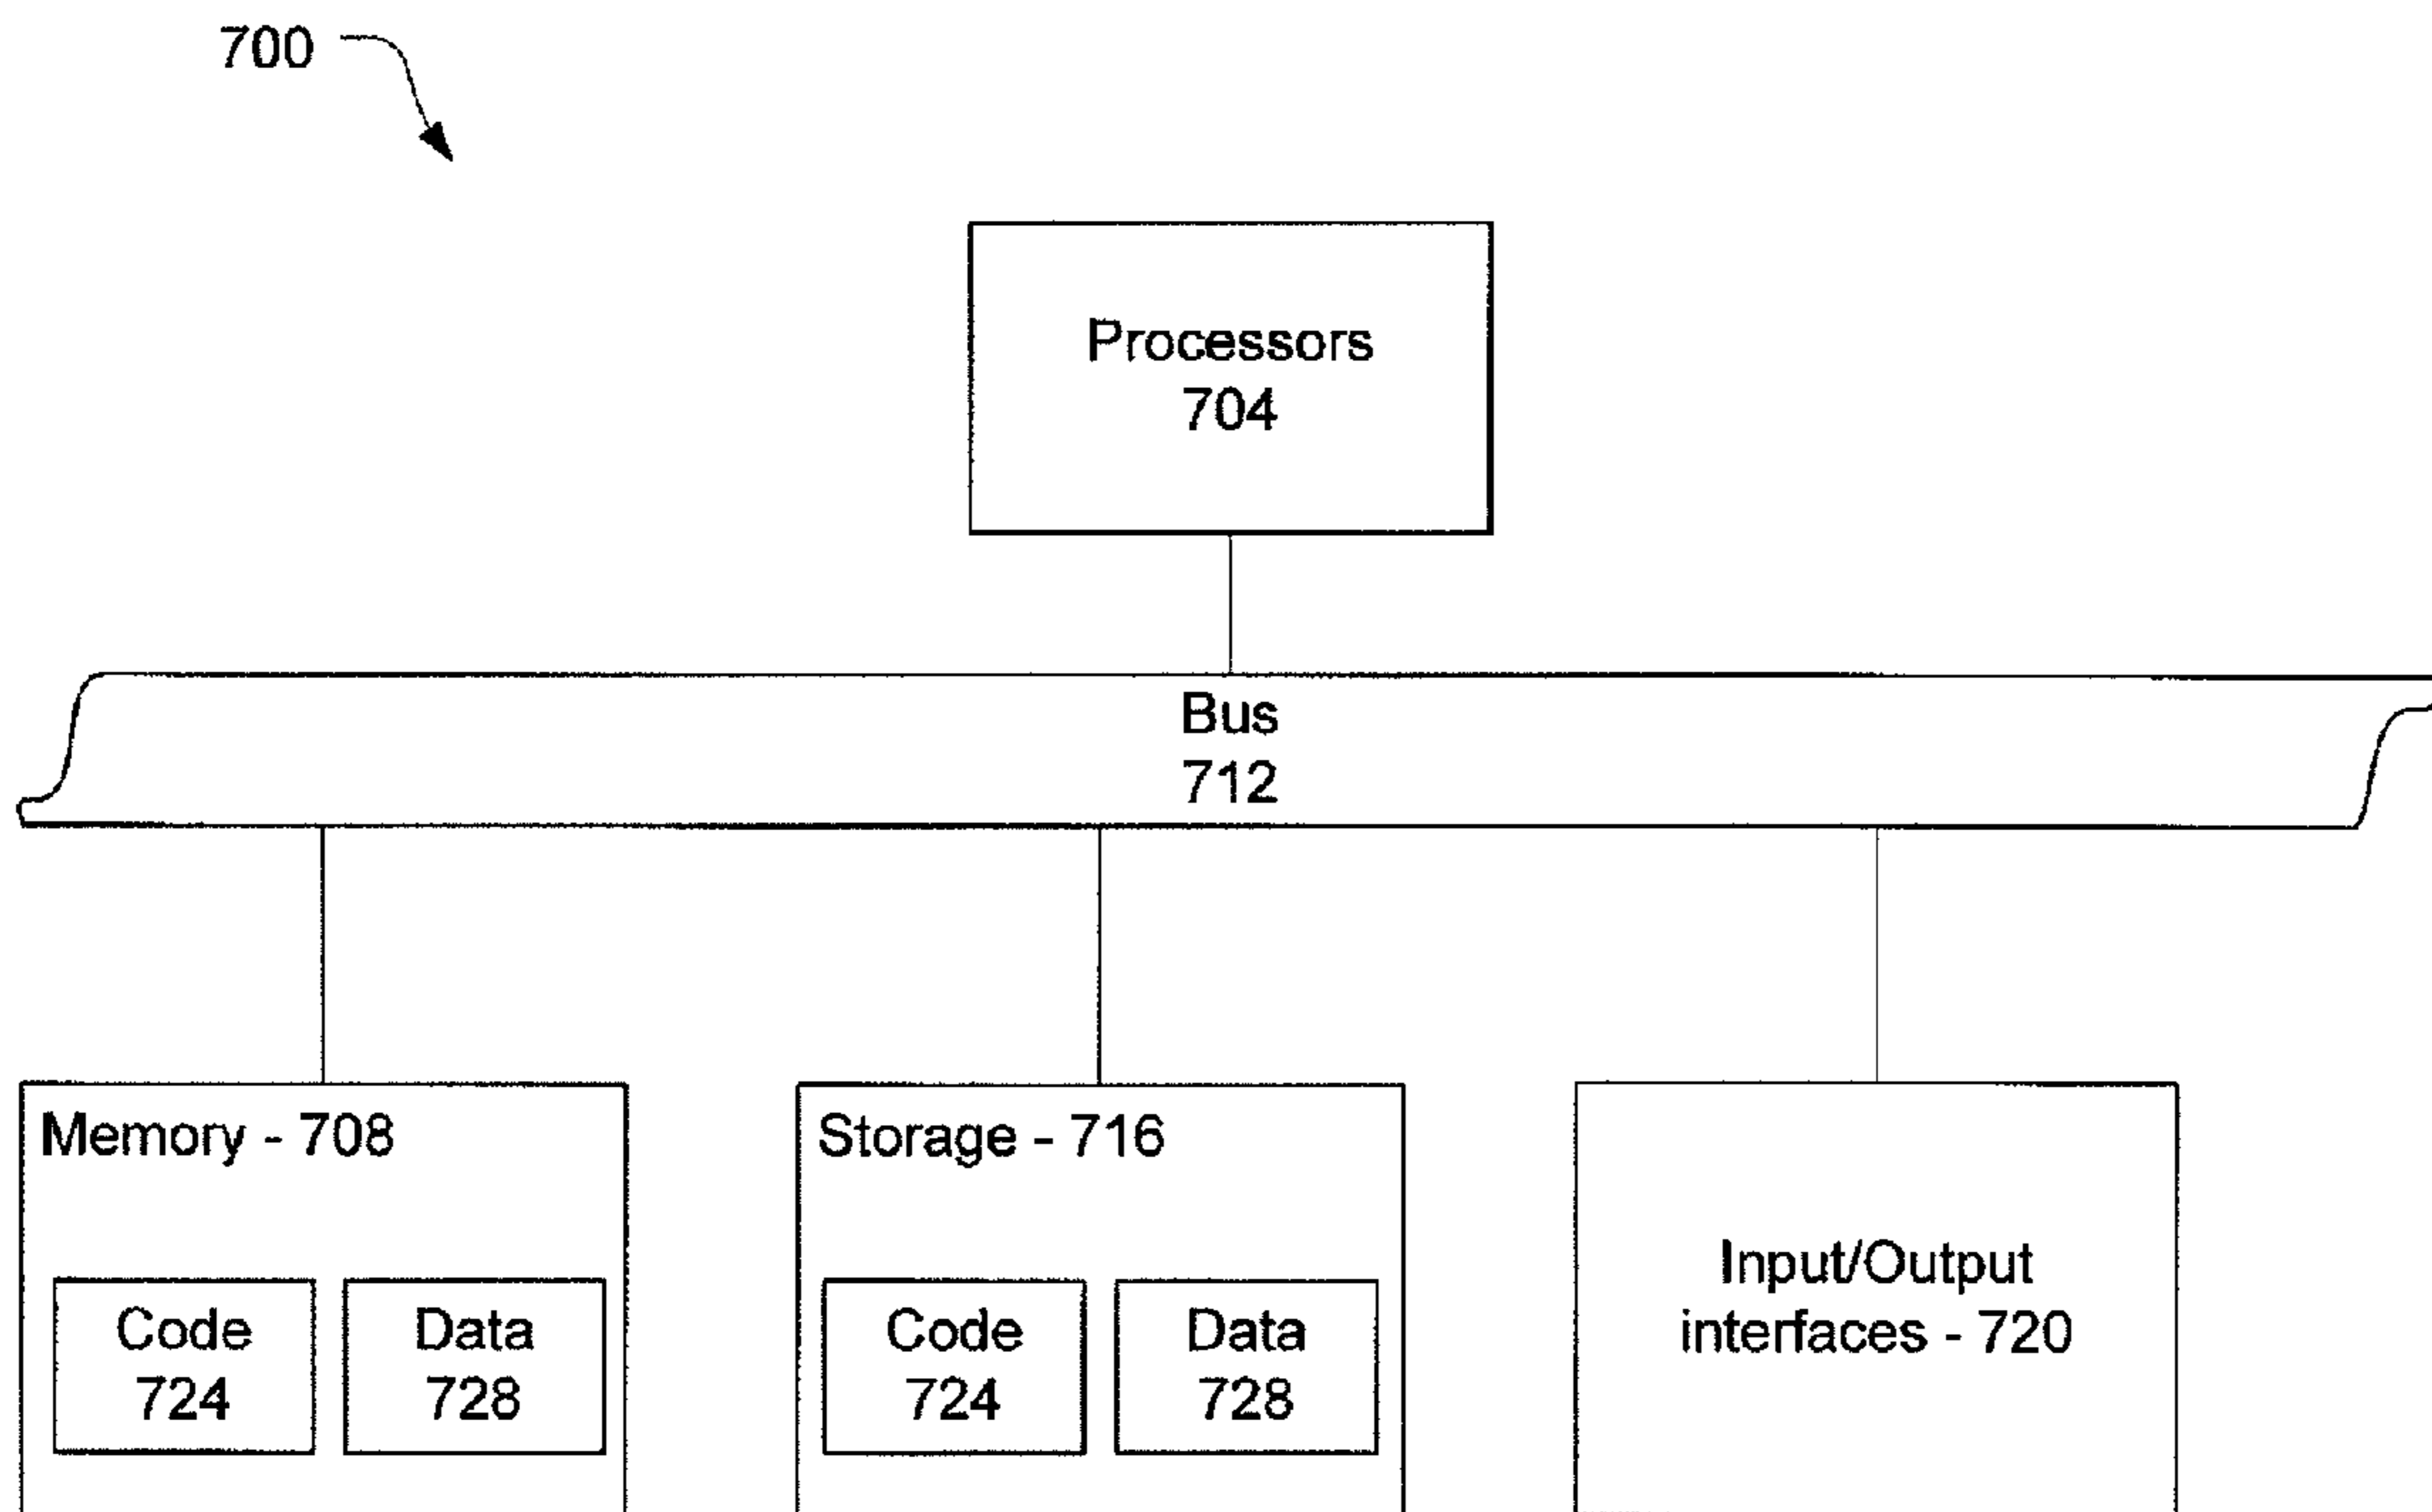 700
Processors
704
Bus
712
Memory - 708
Code
724
Data
728
Storage - 716
Code
724
Data
728
Input/Output
interfaces - 720